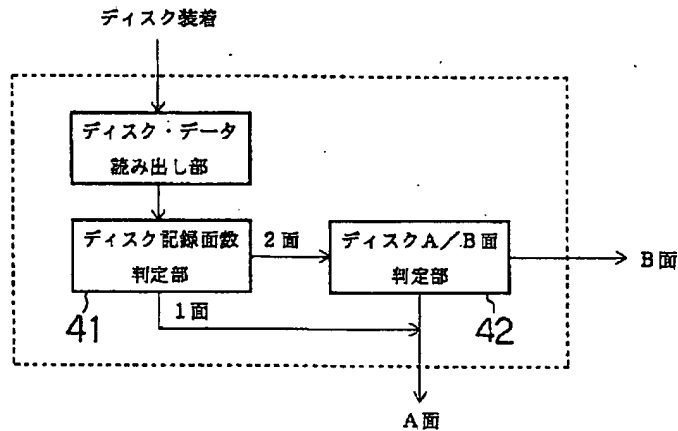 ディスク装着
ディスク・データ
読み出し部
ディスク記録面数
判定部
2面
ディスクA/B面
判定部
B面
41
1面
42
A面